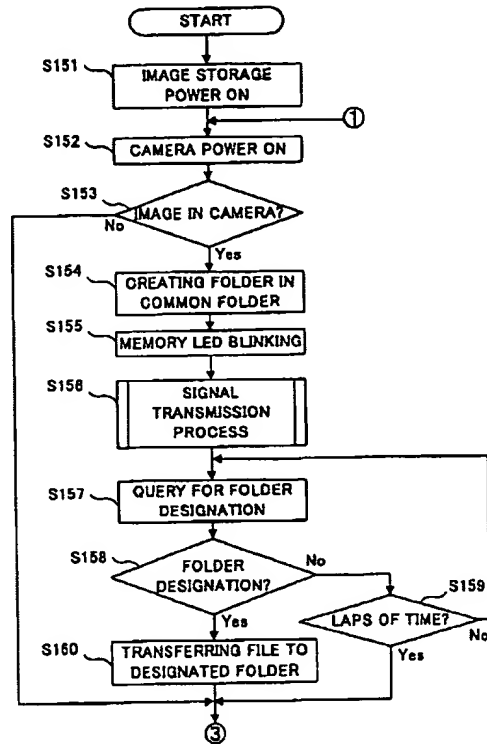 START
S151
IMAGE STORAGE
POWER ON
①
S152
CAMERA POWER ON
S153
IMAGE IN CAMERA?
No
Yes
S154
CREATING FOLDER IN
COMMON FOLDER
S155
MEMORY LED BLINKING
S158
SIGNAL
TRANSMISSION
PROCESS
S157
QUERY FOR FOLDER
DESIGNATION
S158
FOLDER
DESIGNATION?
No
Yes
S159
LAPS OF TIME?
Yes
No
S160
TRANSFERRING FILE TO
DESIGNATED FOLDER
③